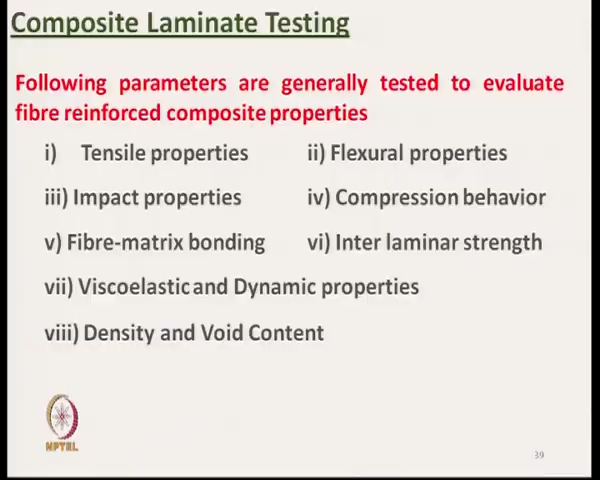 Composite Laminate Testing
Following parameters are generally tested to evaluate
fibre reinforced composite properties
i) Tensile properties ii) Flexural properties
iii) Impact properties iv) Compression behavior
v) Fibre-matrix bonding vi) Inter laminar strength
vii) Viscoelastic and Dynamic properties
viii) Density and Void Content
NPTEL
39